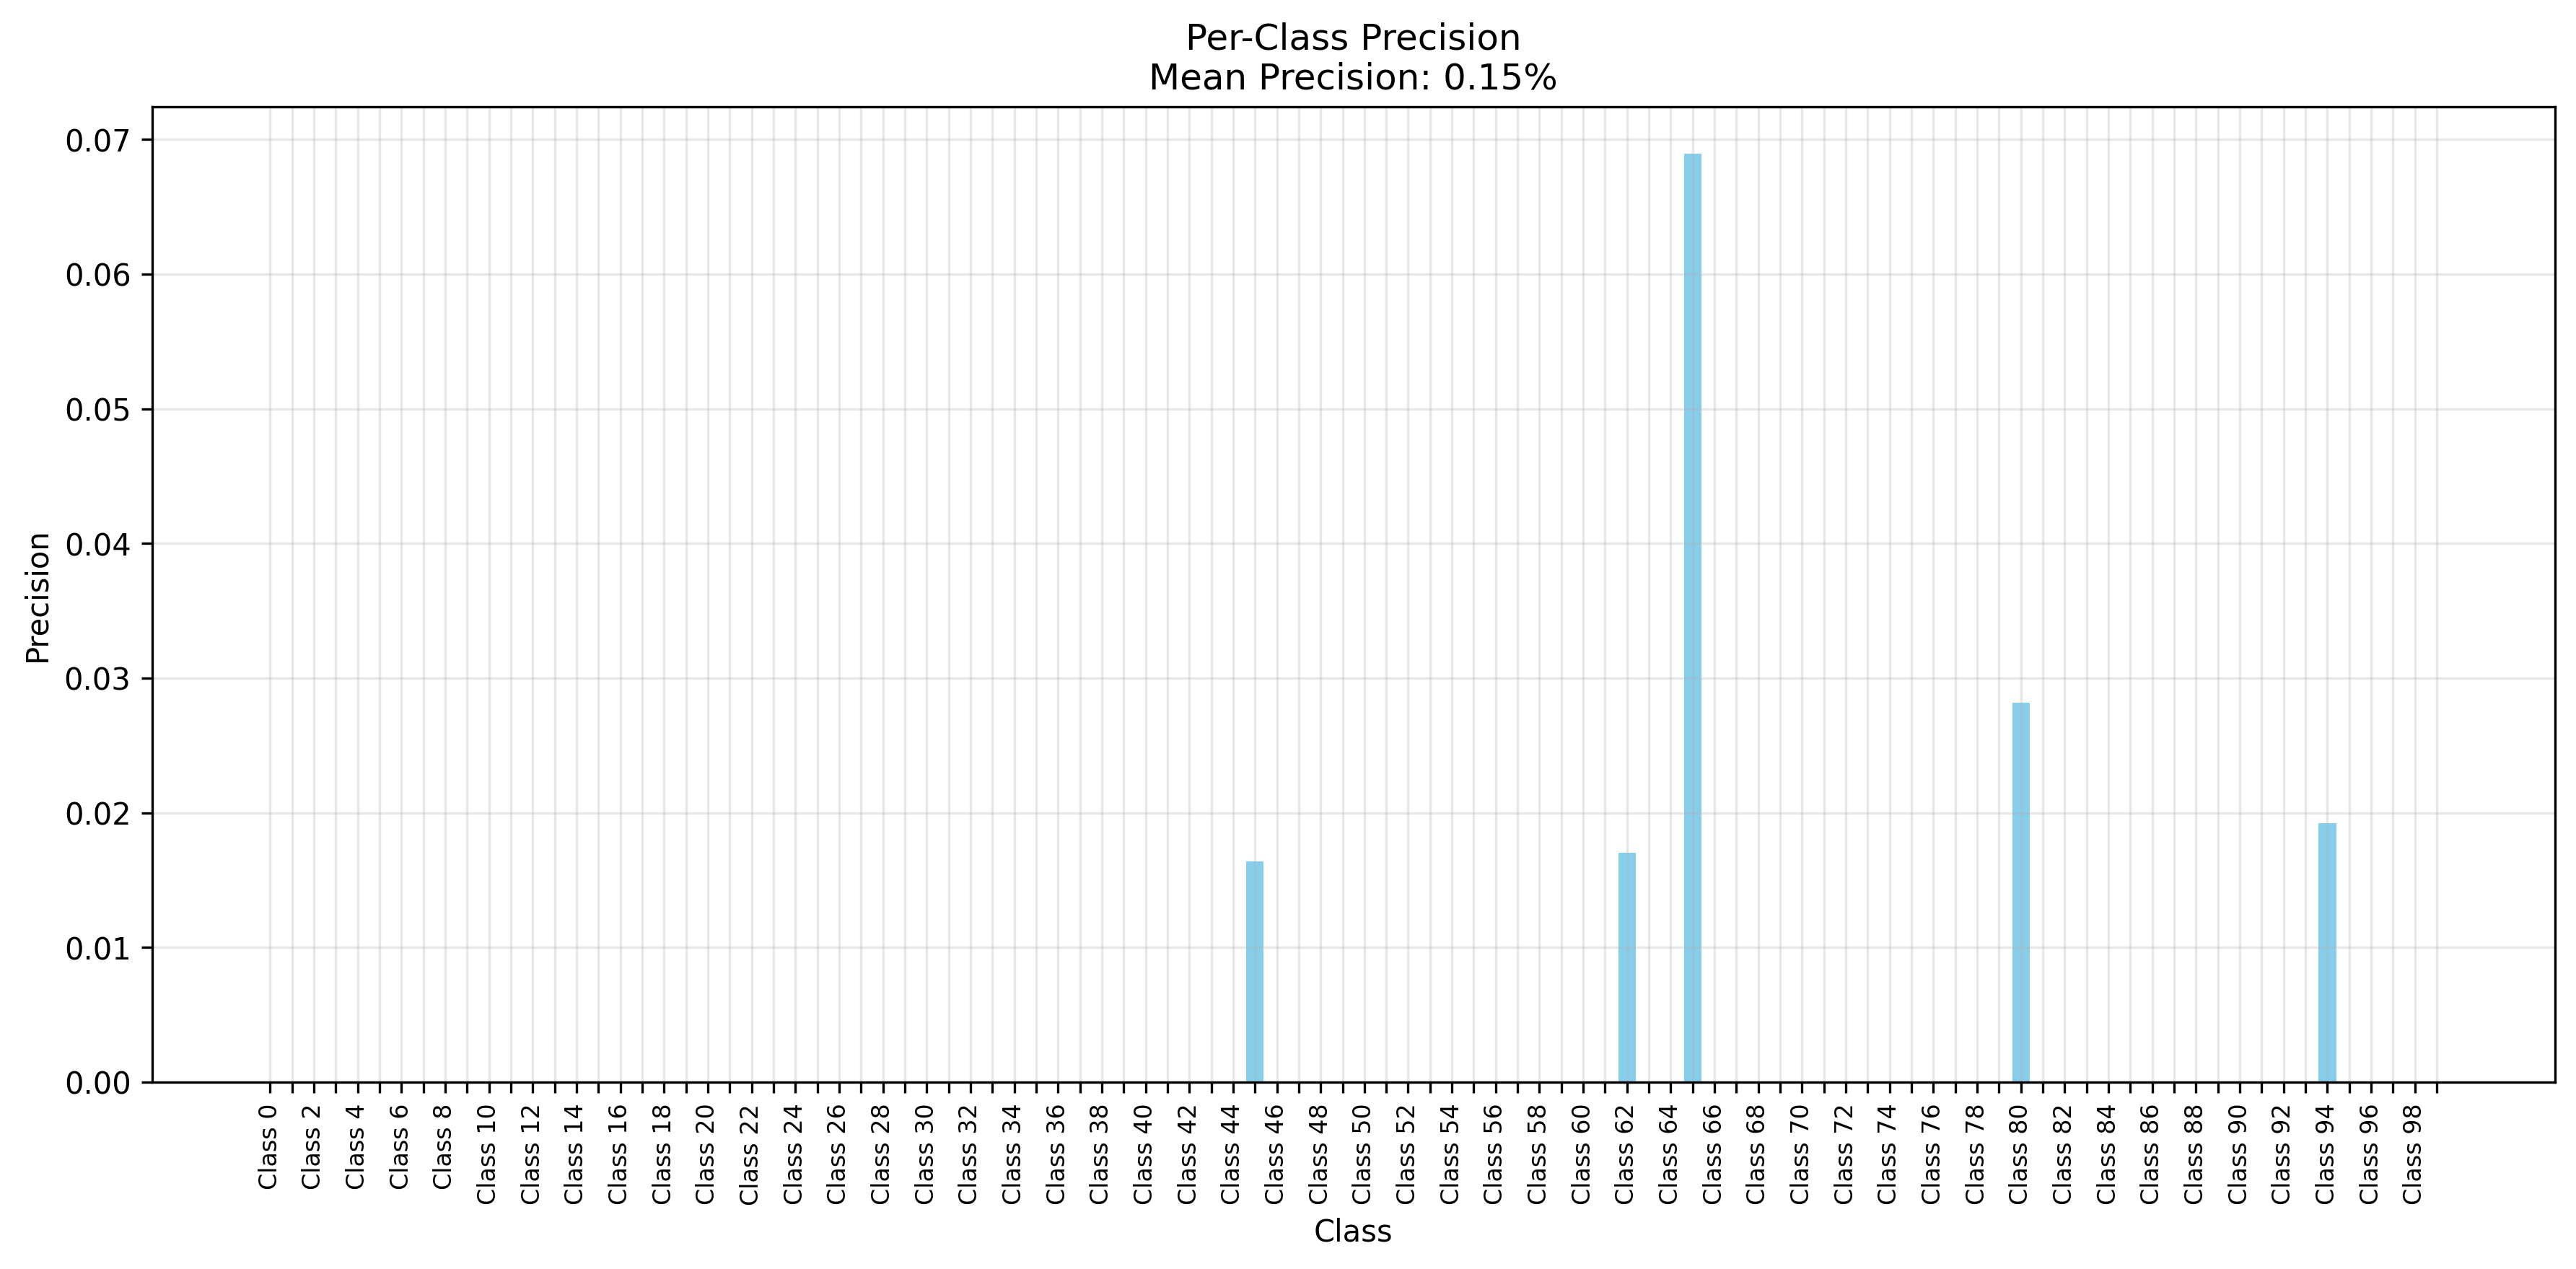 Per-Class Precision
Mean Precision: 0.15%
Precision
0.07
0.06
0.05
0.04
0.03
0.02
0.01
0.00
Class 0
Class 2
Class 4
Class 6
Class 8
Class 10
Class 12
Class 14
Class 16
Class 18
Class 20
Class 22
Class 24
Class 26
Class 28
Class 30
Class 32
Class 34
Class 36
Class 38
Class 40
Class 42
Class 44
Class 46
Class 48
Class 50
Class 52
Class 54
Class 56
Class 58
Class 60
Class 62
Class 64
Class 66
Class 68
Class 70
Class 72
Class 74
Class 76
Class 78
Class 80
Class 82
Class 84
Class 86
Class 88
Class 90
Class 92
Class 94
Class 96
Class 98
Class